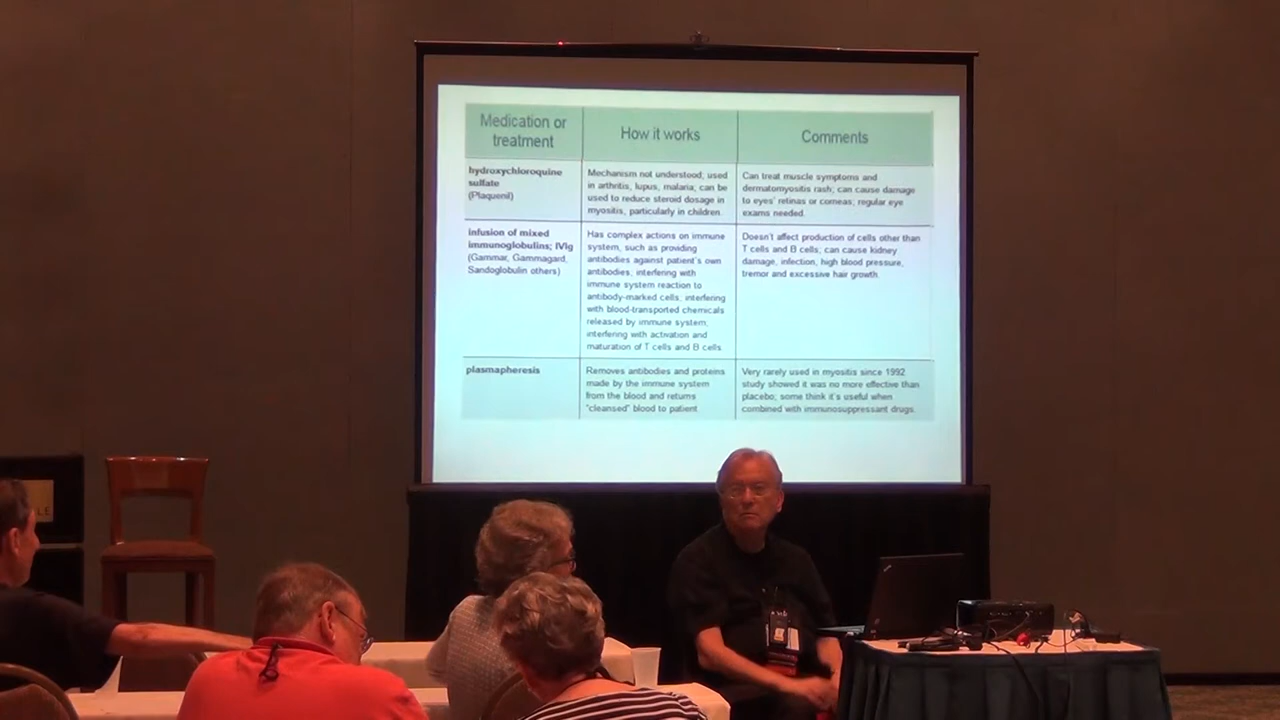 Medication or
treatment
How it works
Comments
hydroxychloroquine
sulfate
(Plaquenil)
Mechanism not understood; used
in arthritis, lupus, malaria; can be
used to reduce steroid dosage in
myositis, particularly in children.
Can treat muscle symptoms and
dermatomyositis rash; can cause damage
to eyes' retinas or corneas; regular eye
exams needed.
infusion of mixed
immunoglobulins; IVIg
(Gammar, Gammagard,
Sandoglobulin others)
Has complex actions on immune
system, such as providing
antibodies against patient's own
antibodies; interfering with
immune system reaction to
antibody-marked cells; interfering
with blood-transported chemicals
released by immune system;
interfering with activation and
maturation of T cells and B cells.
Doesn't affect production of cells other than
T cells and B cells; can cause kidney
damage, infection, high blood pressure,
tremor and excessive hair growth.
plasmapheresis
Removes antibodies and proteins
made by the immune system
from the blood and returns
"cleansed" blood to patient.
Very rarely used in myositis since 1992
study showed it was no more effective than
placebo; some think it's useful when
combined with immunosuppressant drugs.